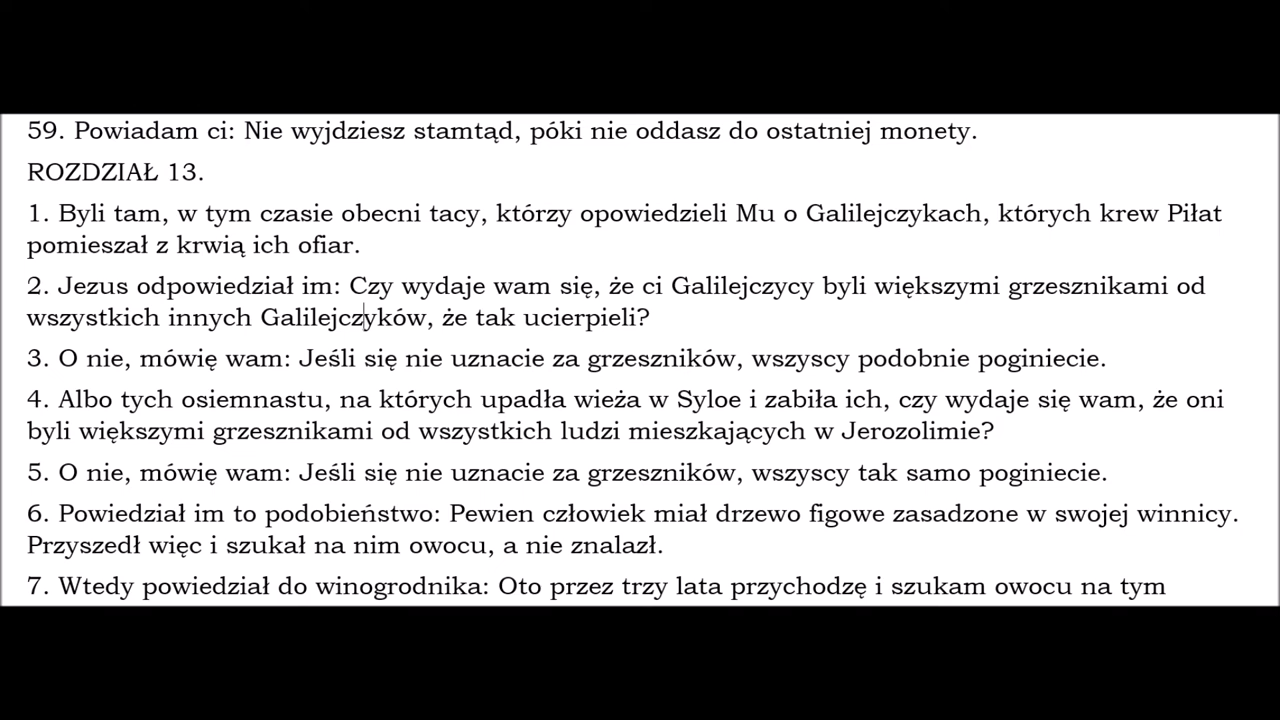 59. Powiadam ci: Nie wyjdziesz stamtąd, póki nie oddasz do ostatniej monety.
ROZDZIAŁ 13.
1. Byli tam, w tym czasie obecni tacy, którzy opowiedzieli Mu o Galilejczykach, których krew Piłat
pomieszał z krwią ich ofiar.
2. Jezus odpowiedział im: Czy wydaje wam się, że ci Galilejczycy byli większymi grzesznikami od
wszystkich innych Galilejczyków, że tak ucierpieli?
3. O nie, mówię wam: Jeśli się nie uznacie za grzeszników, wszyscy podobnie poginiecie.
4. Albo tych osiemnastu, na których upadła wieża w Syloe i zabiła ich, czy wydaje się wam, że oni
byli większymi grzesznikami od wszystkich ludzi mieszkających w Jerozolimie?
5. O nie, mówię wam: Jeśli się nie uznacie za grzeszników, wszyscy tak samo poginiecie.
6. Powiedział im to podobieństwo: Pewien człowiek miał drzewo figowe zasadzone w swojej winnicy.
Przyszedł więc i szukał na nim owocu, a nie znalazł.
7. Wtedy powiedział do winogrodnika: Oto przez trzy lata przychodzę i szukam owocu na tym